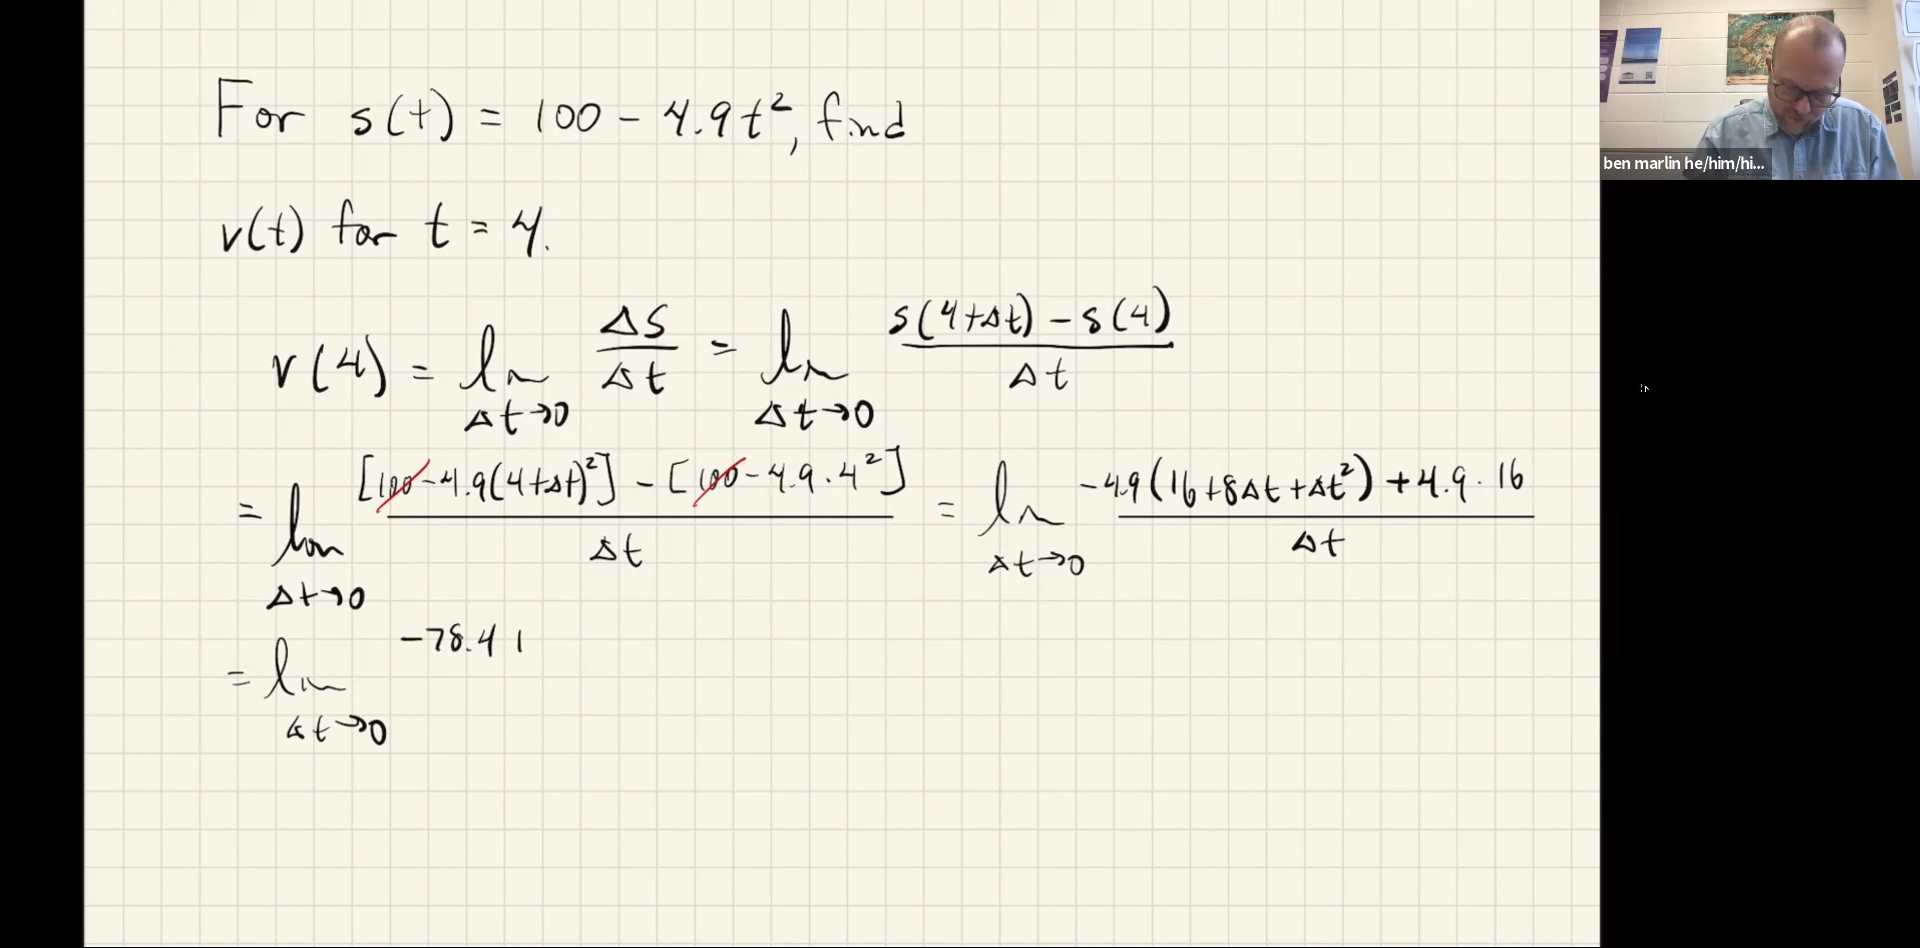 For s(t) = 100 - 4.9t², find
v(t) for t = 4.
v(4) = lim Δt→0 Δs/Δt = lim Δt→0 (s(4+Δt) - s(4))/Δt
= lim Δt→0 ([100-4.9(4+Δt)²] - [100-4.9·4²])/Δt = lim Δt→0 (-4.9(16+8Δt+Δt²)+4.9·16)/Δt
= lim Δt→0 -78.4
ben marlin he/him/hi...